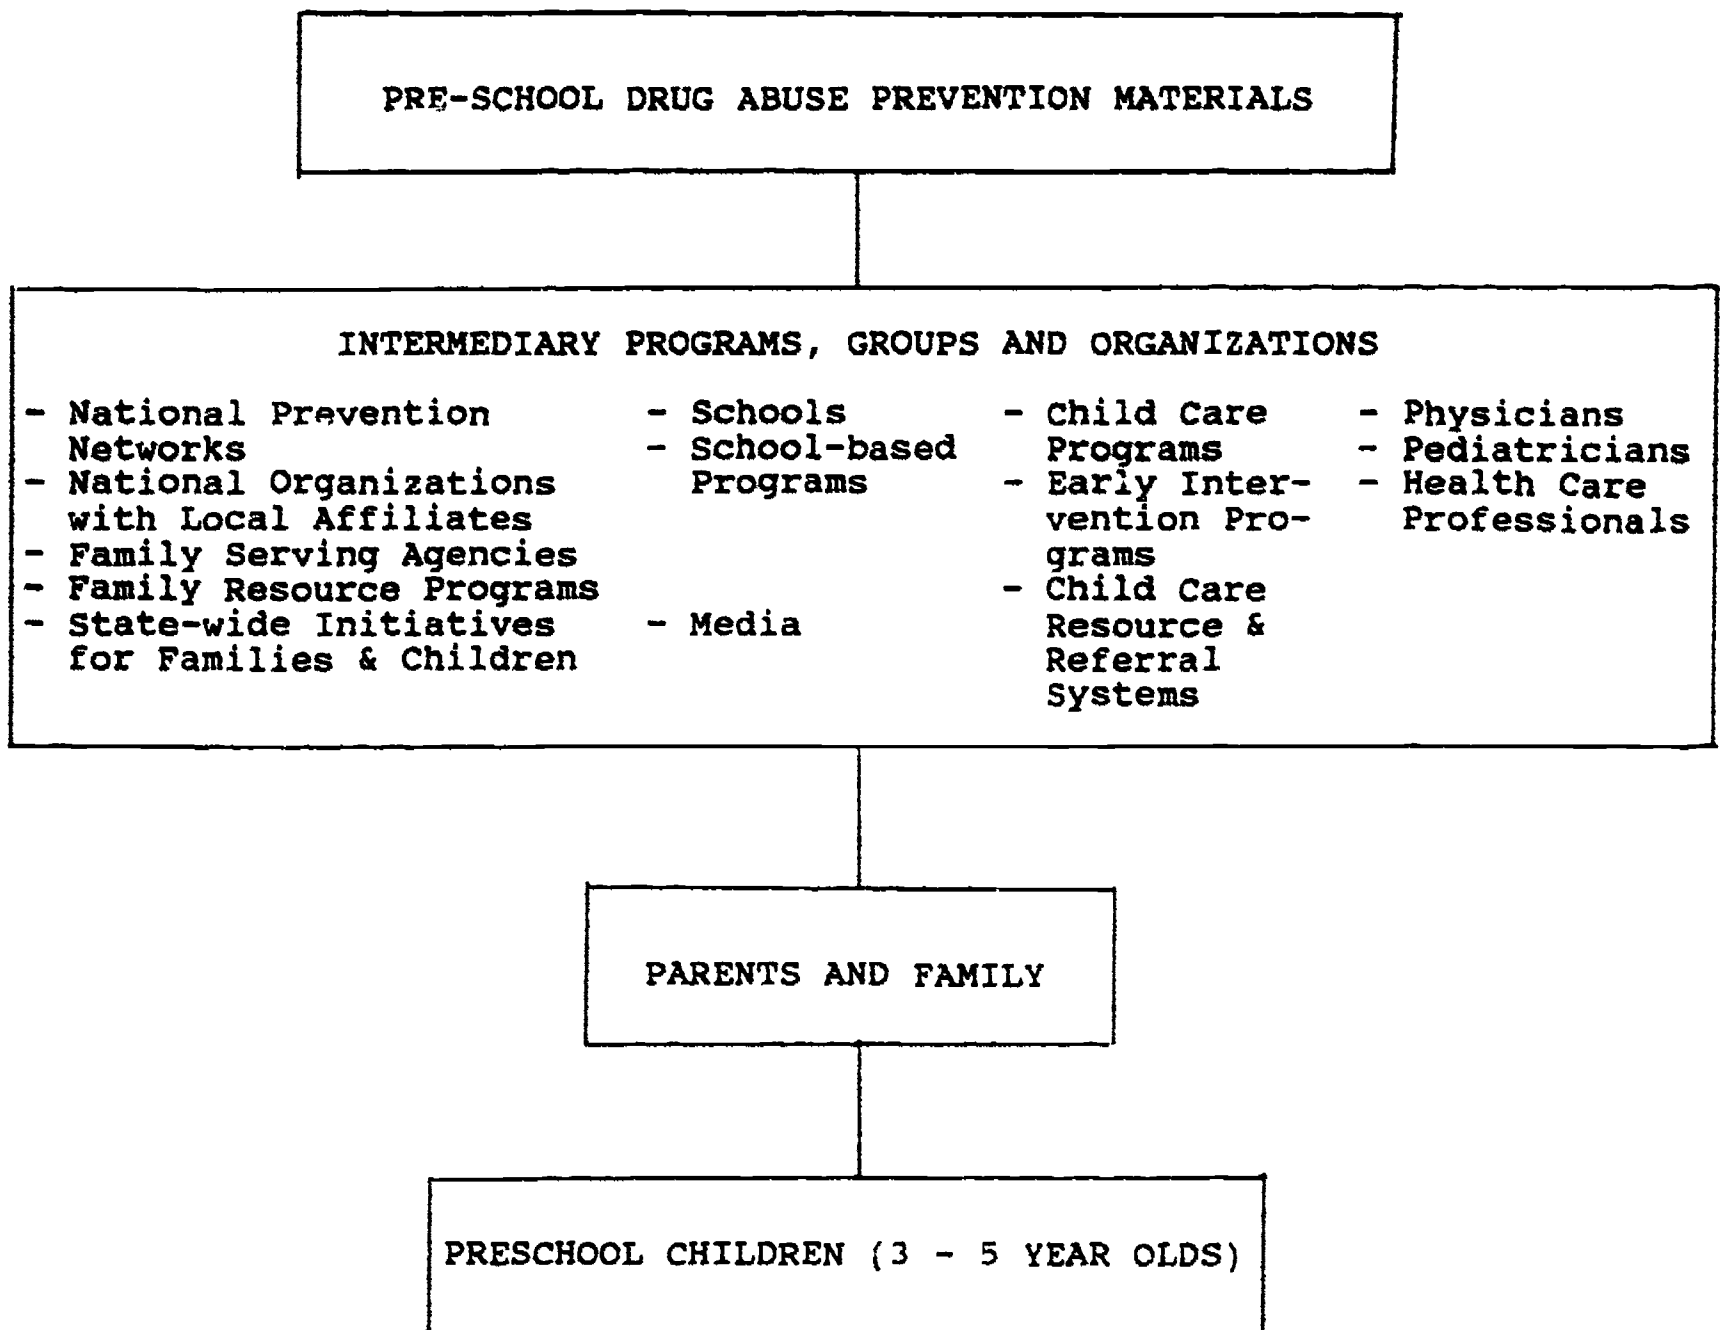 PRE-SCHOOL DRUG ABUSE PREVENTION MATERIALS
INTERMEDIARY PROGRAMS, GROUPS AND ORGANIZATIONS
- National Prevention
Networks
- National Organizations
with Local Affiliates
- Family Serving Agencies
- Family Resource Programs
- State-wide Initiatives
for Families & Children
- Schools
- School-based
Programs
- Media
- Child Care
Programs
- Early Inter-
vention Pro-
grams
- Child Care
Resource &
Referral
Systems
- Physicians
- Pediatricians
- Health Care
Professionals
PARENTS AND FAMILY
PRESCHOOL CHILDREN (3 - 5 YEAR OLDS)